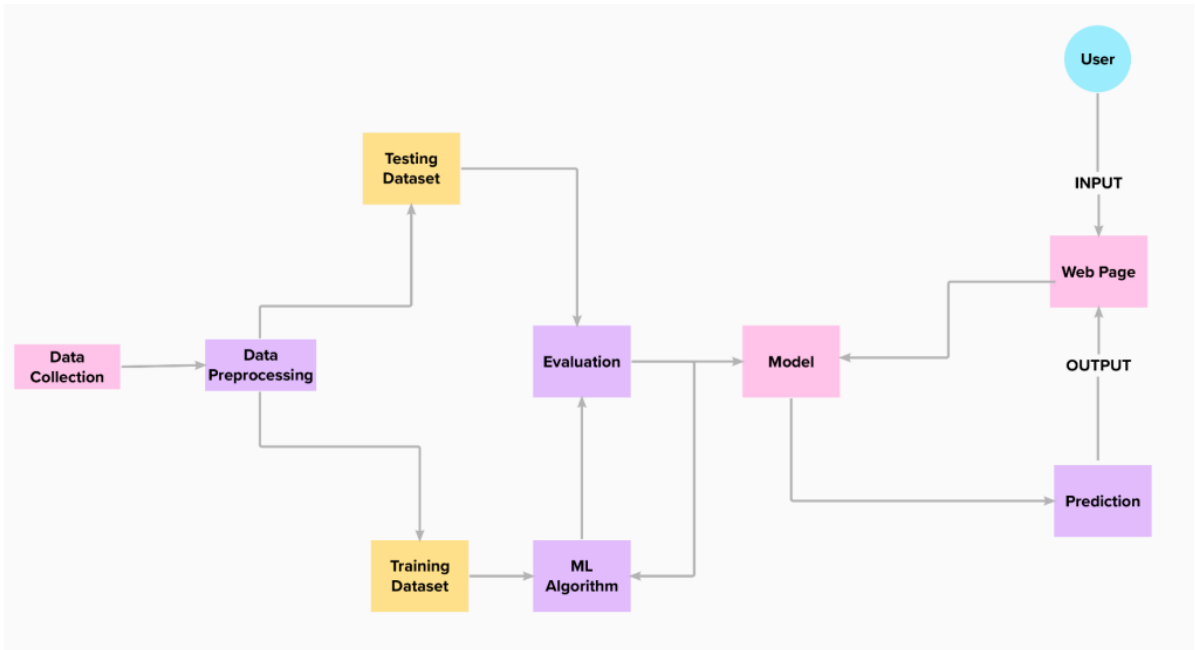 User
Testing
Dataset
INPUT
Web Page
Data
Collection
Data
Preprocessing
Evaluation
Model
OUTPUT
Prediction
Training
Dataset
ML
Algorithm